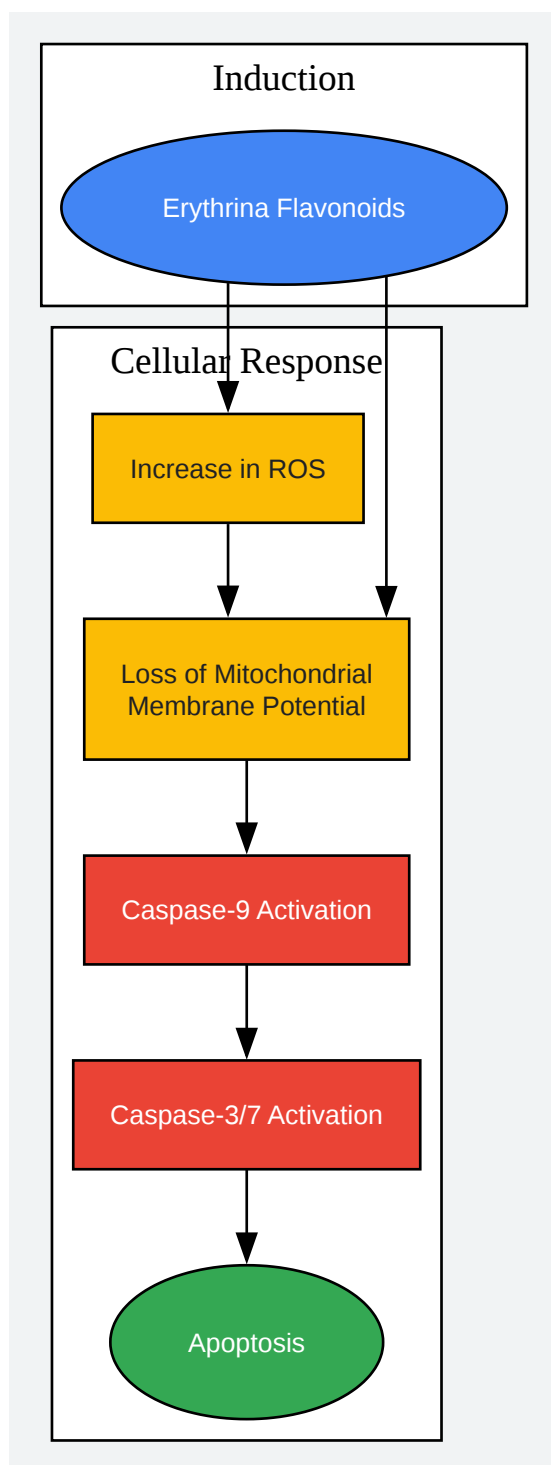 Induction
Erythrina Flavonoids
Cellular Response
Increase in ROS
Loss of Mitochondrial
Membrane Potential
Caspase-9 Activation
Caspase-3/7 Activation
Apoptosis